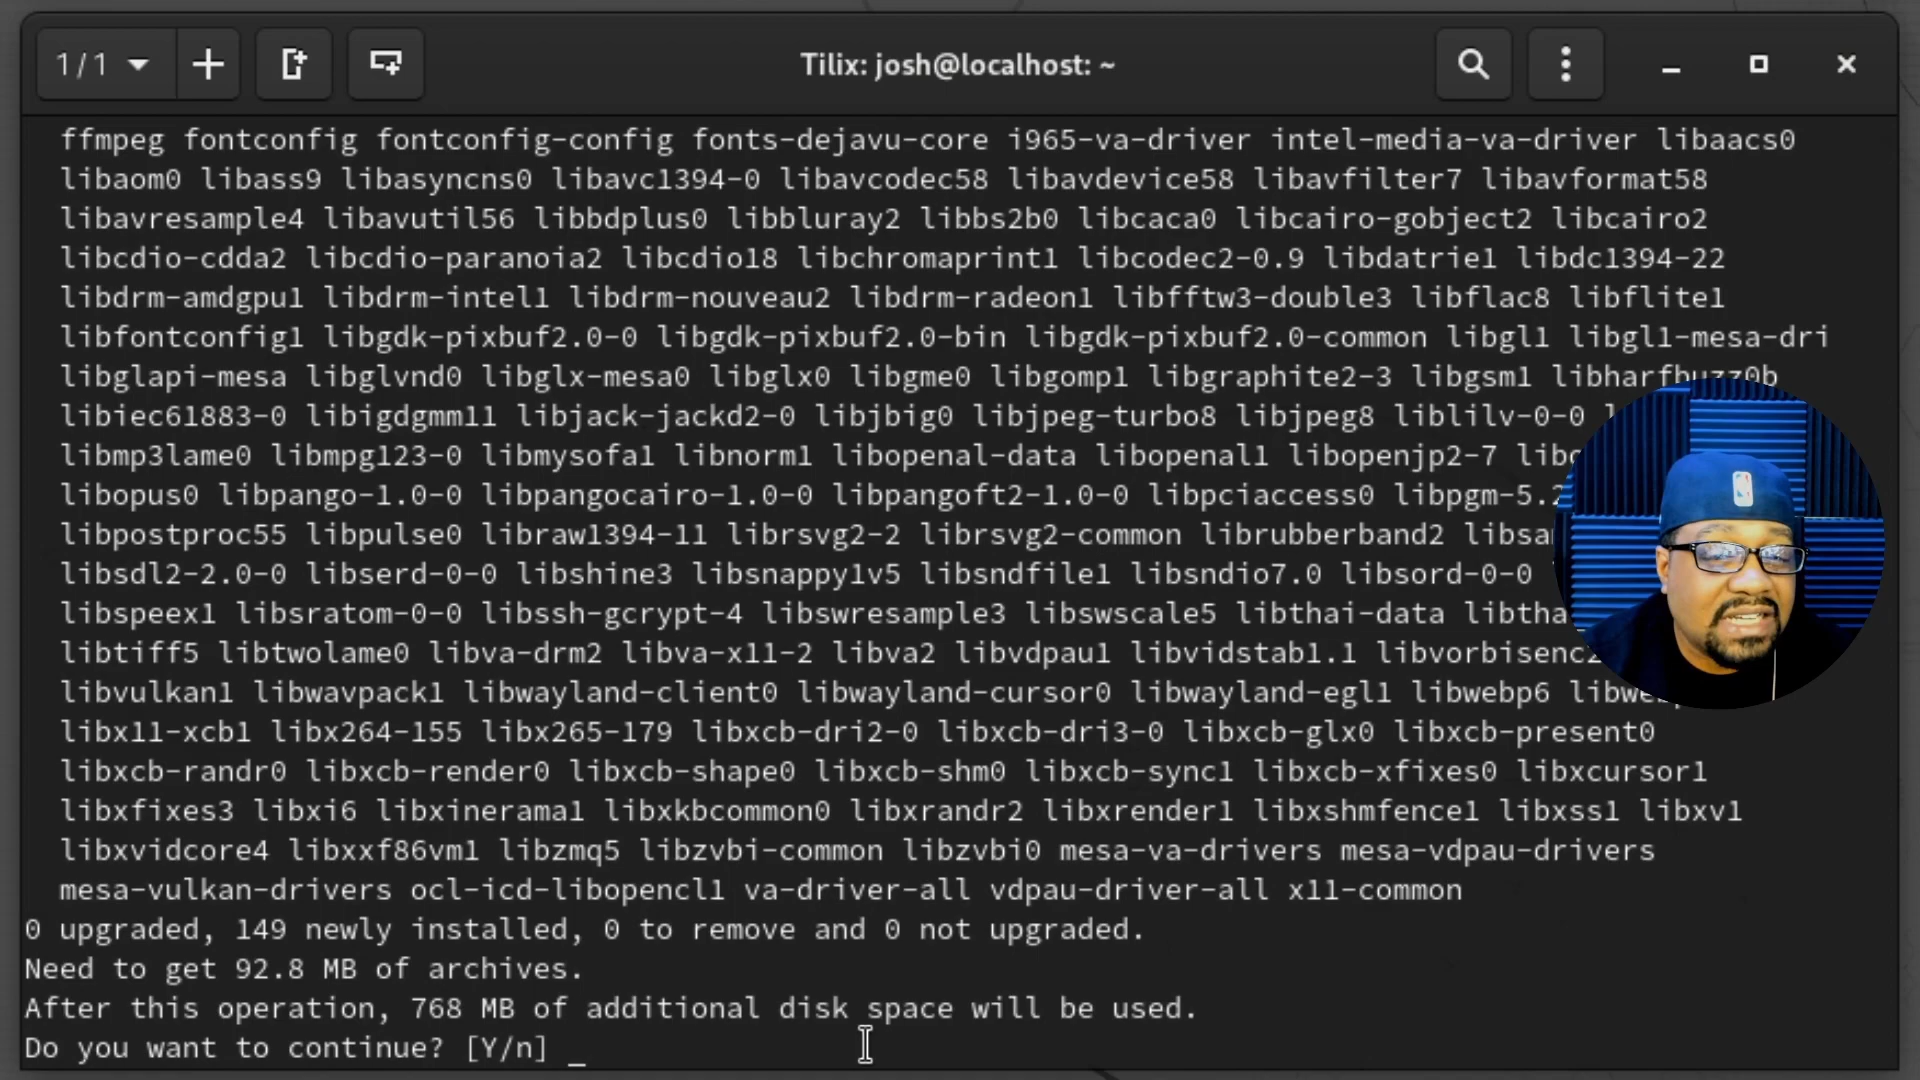 1/1
Tilix: josh@localhost: ~
ffmpeg fontconfig fontconfig-config fonts-dejavu-core i965-va-driver intel-media-va-driver libaacs0
libaom0 libass9 libasyncns0 libavc1394-0 libavcodec58 libavdevice58 libavfilter7 libavformat58
libavresample4 libavutil56 libbdplus0 libbluray2 libbs2b0 libcaca0 libcairo-gobject2 libcairo2
libcdio-cdda2 libcdio-paranoia2 libcdio18 libchromaprint1 libcodec2-0.9 libdatrie1 libdc1394-22
libdrm-amdgpu1 libdrm-intel1 libdrm-nouveau2 libdrm-radeon1 libfftw3-double3 libflac8 libflite1
libfontconfig1 libgdk-pixbuf2.0-0 libgdk-pixbuf2.0-bin libgdk-pixbuf2.0-common libgl1 libgl1-mesa-dri
libglapi-mesa libglvnd0 libglx-mesa0 libglx0 libgme0 libgomp1 libgraphite2-3 libgsm1 libharfbuzz0b
libiec61883-0 libigdgmm11 libjack-jackd2-0 libjbig0 libjpeg-turbo8 libjpeg8 liblilv-0-0
libmp3lame0 libmpg123-0 libmysofa1 libnorm1 libopenal-data libopenal1 libopenjp2-7
libopus0 libpango-1.0-0 libpangocairo-1.0-0 libpangoft2-1.0-0 libpciaccess0 libpgm-5.2
libpostproc55 libpulse0 libraw1394-11 librsvg2-2 librsvg2-common librubberband2
libsdl2-2.0-0 libserd-0-0 libshine3 libsnappy1v5 libsndfile1 libsndio7.0 libsord-0-0
libspeex1 libsratom-0-0 libssh-gcrypt-4 libswresample3 libswscale5 libthai-data
libtiff5 libtwolame0 libva-drm2 libva-x11-2 libva2 libvdpau1 libvidstab1.1 libvorbisenc2
libvulkan1 libwavpack1 libwayland-client0 libwayland-cursor0 libwayland-egl1 libwebp6
libx11-xcb1 libx264-155 libx265-179 libxcb-dri2-0 libxcb-dri3-0 libxcb-glx0 libxcb-present0
libxcb-randr0 libxcb-render0 libxcb-shape0 libxcb-shm0 libxcb-sync1 libxcb-xfixes0 libxcursor1
libxfixes3 libxi6 libxinerama1 libxkbcommon0 libxrandr2 libxrender1 libxshmfence1 libxss1 libxv1
libxvidcore4 libxxf86vm1 libzmq5 libzvbi-common libzvbi0 mesa-va-drivers mesa-vdpau-drivers
mesa-vulkan-drivers ocl-icd-libopencl1 va-driver-all vdpau-driver-all x11-common
0 upgraded, 149 newly installed, 0 to remove and 0 not upgraded.
Need to get 92.8 MB of archives.
After this operation, 768 MB of additional disk space will be used.
Do you want to continue? [Y/n] _